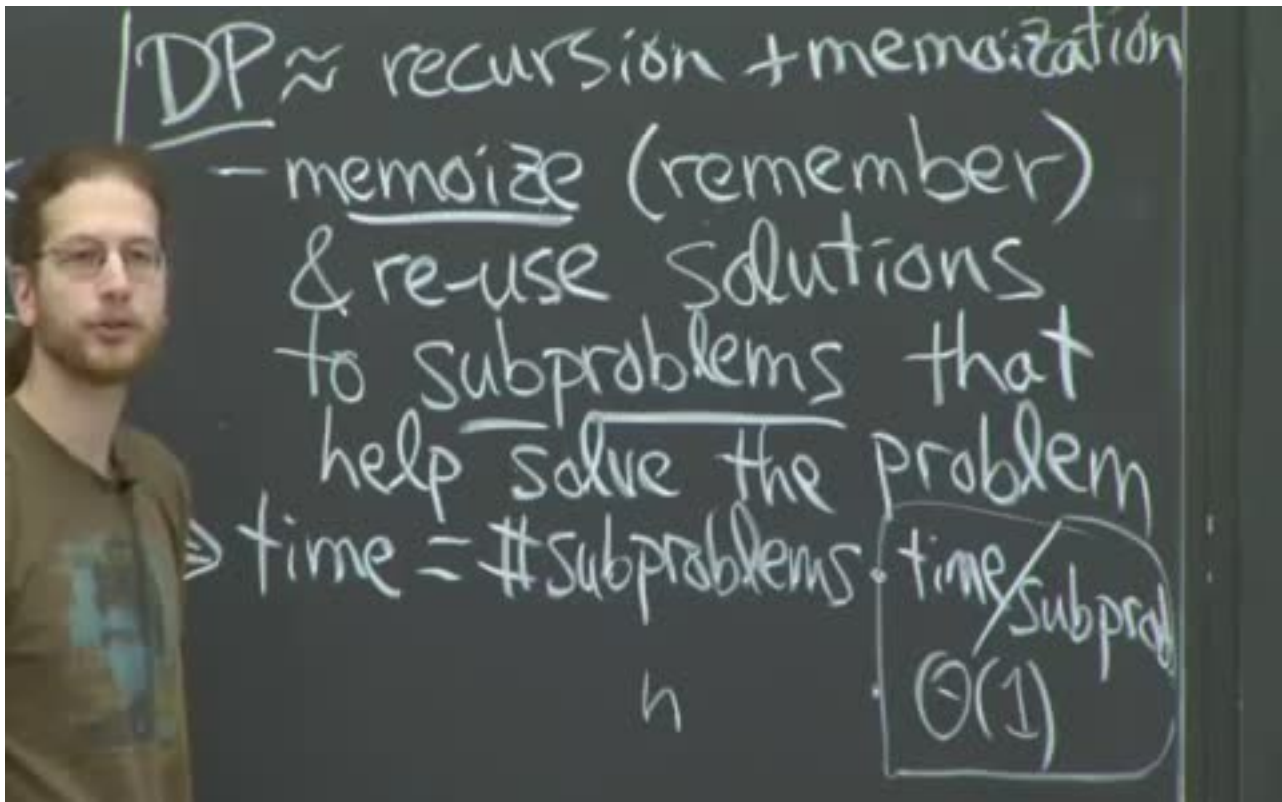 DP ≈ recursion + memoization
- memoize (remember)
& re-use solutions
to subproblems that
help solve the problem
⇒ time = #subproblems · time/subprob
n · Θ(1)